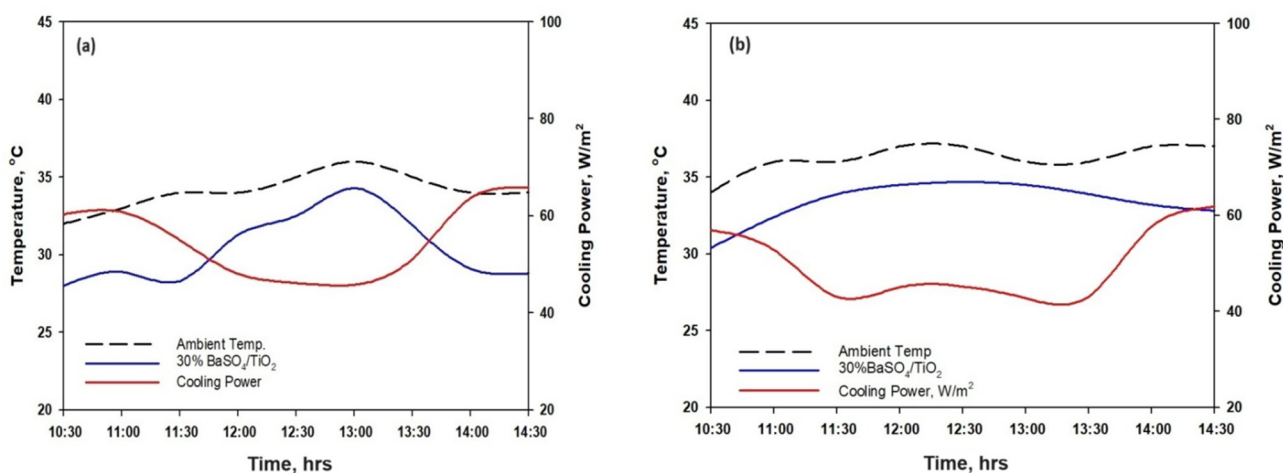 (a)
45
40
35
30
25
20
Temperature, °C
100
80
60
40
20
Cooling Power, W/m²
Ambient Temp.
30% BaSO₄/TiO₂
Cooling Power
10:30 11:00 11:30 12:00 12:30 13:00 13:30 14:00 14:30
Time, hrs
(b)
45
40
35
30
25
20
Temperature, °C
100
80
60
40
20
Cooling Power, W/m²
Ambient Temp
30%BaSO₄/TiO₂
Cooling Power, W/m²
10:30 11:00 11:30 12:00 12:30 13:00 13:30 14:00 14:30
Time, hrs